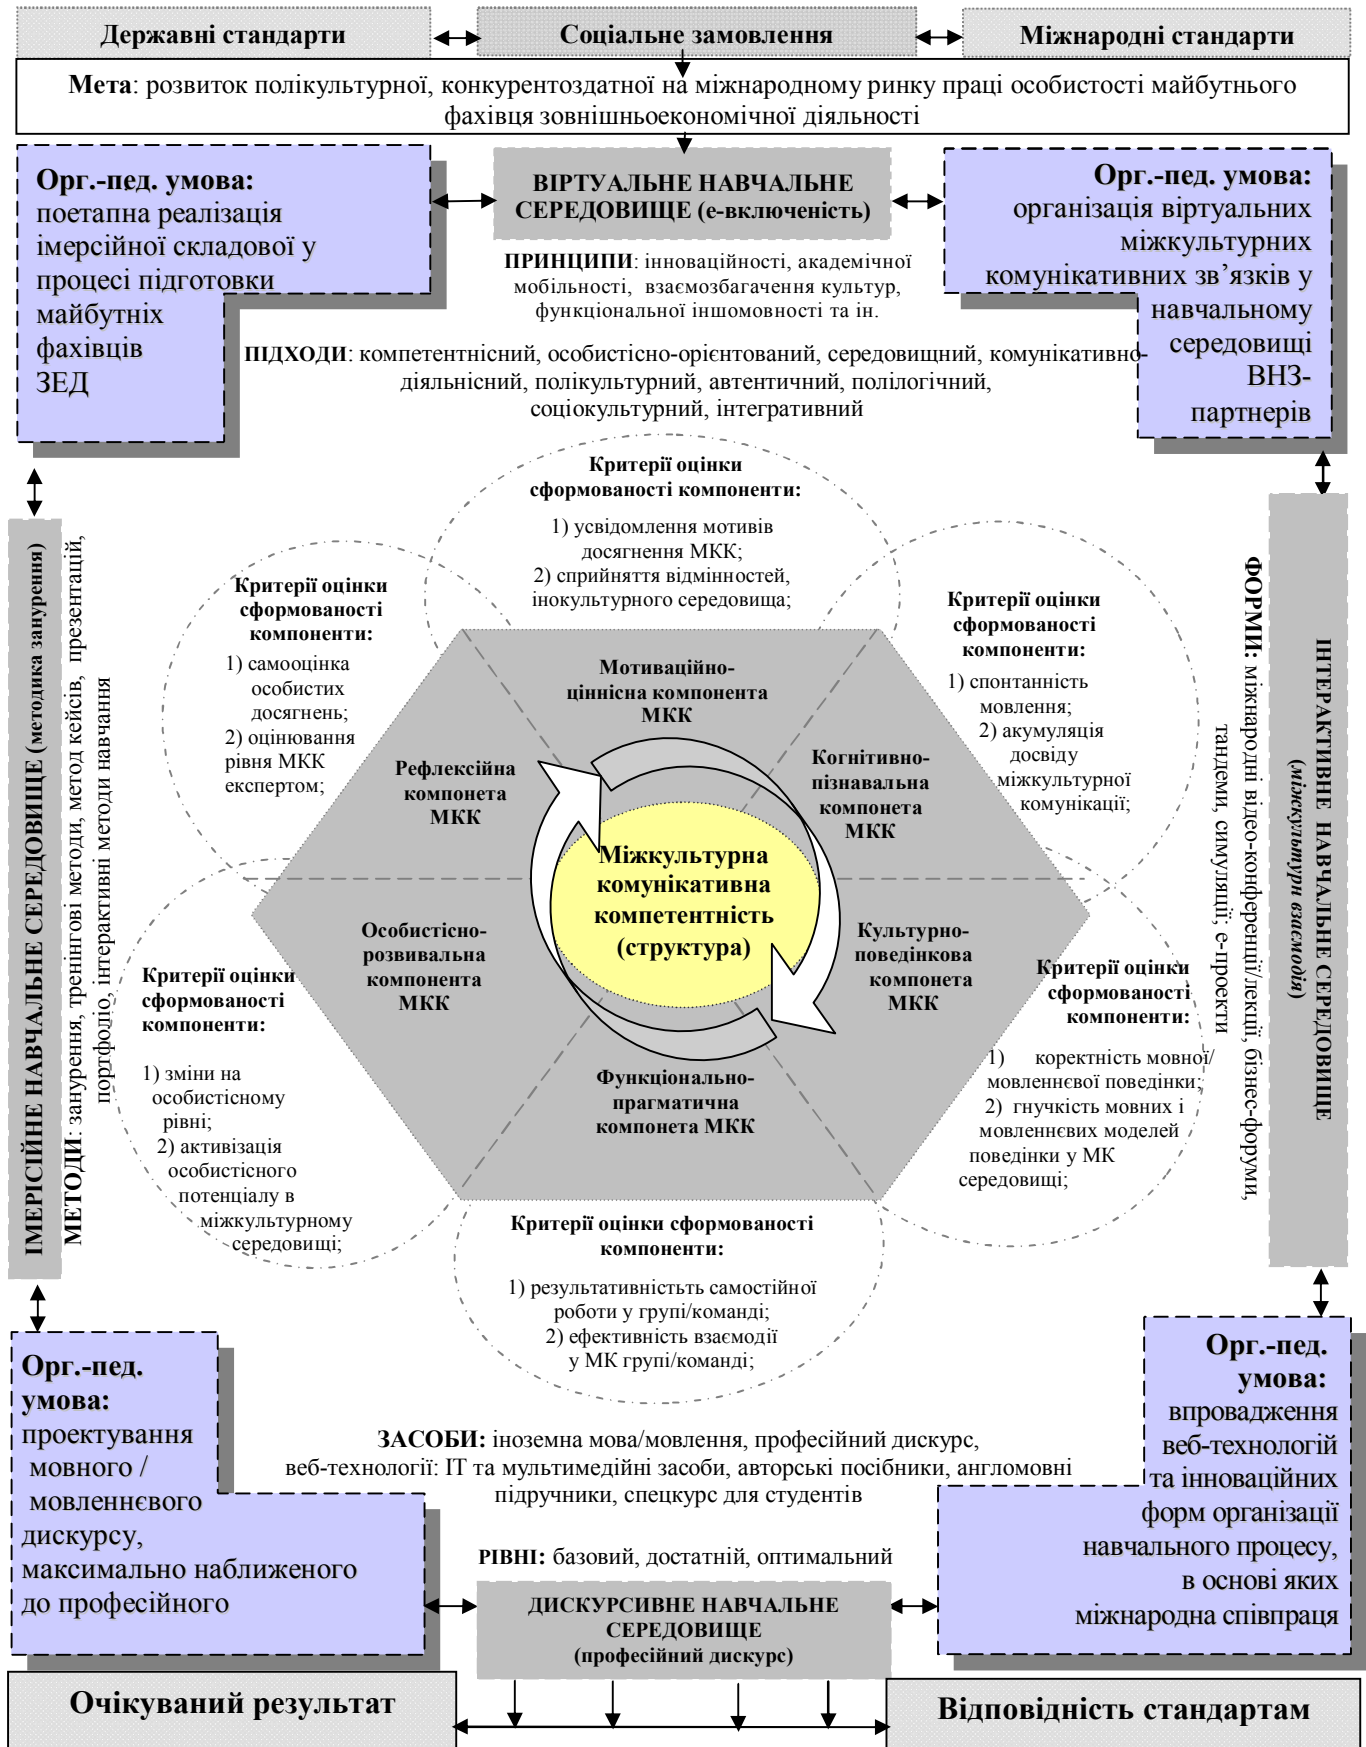 Державні стандарти
Соціальне замовлення
Міжнародні стандарти
Мета: розвиток полікультурної, конкурентоздатної на міжнародному ринку праці особистості майбутнього
фахівця зовнішньоекономічної діяльності
Орг.-пед. умова:
поетапна реалізація
імерсійної складової у
процесі підготовки
майбутніх
фахівців
ЗЕД
ВІРТУАЛЬНЕ НАВЧАЛЬНЕ
СЕРЕДОВИЩЕ (е-включеність)
Орг.-пед. умова:
організація віртуальних
міжкультурних
комунікативних зв’язків у
навчальному
середовищі
ВНЗ-
партнерів
ПРИНЦИПИ: інноваційності, академічної
мобільності, взаємозбагачення культур,
функціональної іншомовності та ін.
ПІДХОДИ: компетентнісний, особистісно-орієнтований, середовищний, комунікативно-
діяльнісний, полікультурний, автентичний, полілогічний,
соціокультурний, інтегративний
ІМЕРІСІЙНЕ НАВЧАЛЬНЕ СЕРЕДОВИЩЕ (методика занурення)
МЕТОДИ: занурення, тренінгові методи, метод кейсів, презентацій,
портфоліо, інтерактивні методи навчання
Критерії оцінки
сформованості компоненти:
1) усвідомлення мотивів
досягнення МКК;
2) сприйняття відмінностей,
інокультурного середовища;
Критерії оцінки
сформованості
компоненти:
1) самооцінка
особистих
досягнень;
2) оцінювання
рівня МКК
експертом;
Критерії оцінки
сформованості
компоненти:
1) спонтанність
мовлення;
2) акумуляція
досвіду
міжкультурної
комунікації;
Мотиваційно-
ціннісна компонента
МКК
Рефлексійна
компонета
МКК
Когнітивно-
пізнавальна
компонета
МКК
Міжкультурна
комунікативна
компетентність
(структура)
Особистісно-
розвивальна
компонента
МКК
Культурно-
поведінкова
компонета
МКК
Функціонально-
прагматична
компонета МКК
Критерії оцінки
сформованості
компоненти:
1) зміни на
особистісному
рівні;
2) активізація
особистісного
потенціалу в
міжкультурному
середовищі;
Критерії оцінки
сформованості
компоненти:
1) коректність мовної/
мовленнєвої поведінки;
2) гнучкість мовних і
мовленнєвих моделей
поведінки у МК
середовищі;
Критерії оцінки сформованості
компоненти:
1) результативністьть самостійної
роботи у групі/команді;
2) ефективність взаємодії
у МК групі/команді;
ФОРМИ: міжнародні відео-конференції/лекції, бізнес-форуми,
тандеми, симуляції; е-проекти
ІНТЕРАКТИВНЕ НАВЧАЛЬНЕ СЕРЕДОВИЩЕ
(міжкультурн взаємодія)
Орг.-пед.
умова:
проектування
мовного /
мовленнєвого
дискурсу,
максимально наближеного
до професійного
ЗАСОБИ: іноземна мова/мовлення, професійний дискурс,
веб-технології: ІТ та мультимедійні засоби, авторські посібники, англомовні
підручники, спецкурс для студентів
РІВНІ: базовий, достатній, оптимальний
ДИСКУРСИВНЕ НАВЧАЛЬНЕ
СЕРЕДОВИЩЕ
(професійний дискурс)
Орг.-пед.
умова:
впровадження
веб-технологій
та інноваційних
форм організації
навчального процесу,
в основі яких
міжнародна співпраця
Очікуваний результат
Відповідність стандартам